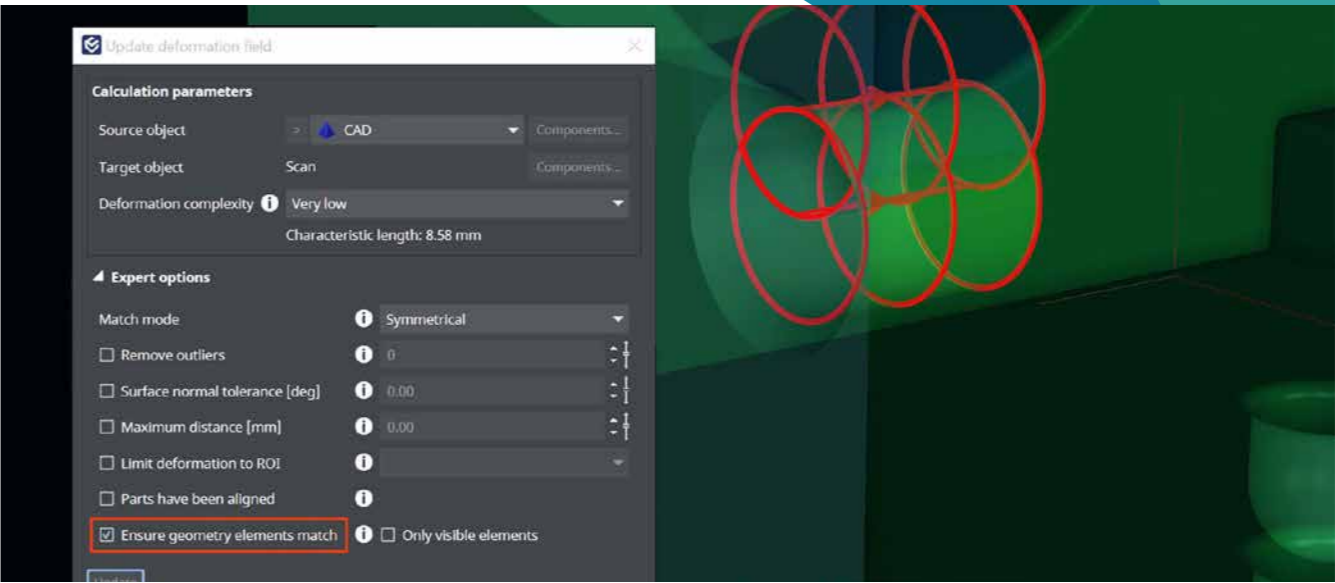 Update deformation field
Calculation parameters
Source object > CAD Components...
Target object Scan Components...
Deformation complexity i Very low
Characteristic length: 8.58 mm
Expert options
Match mode i Symmetrical
Remove outliers i 0
Surface normal tolerance [deg] i 0.00
Maximum distance [mm] i 0.00
Limit deformation to ROI i
Parts have been aligned i
Ensure geometry elements match i Only visible elements
Update